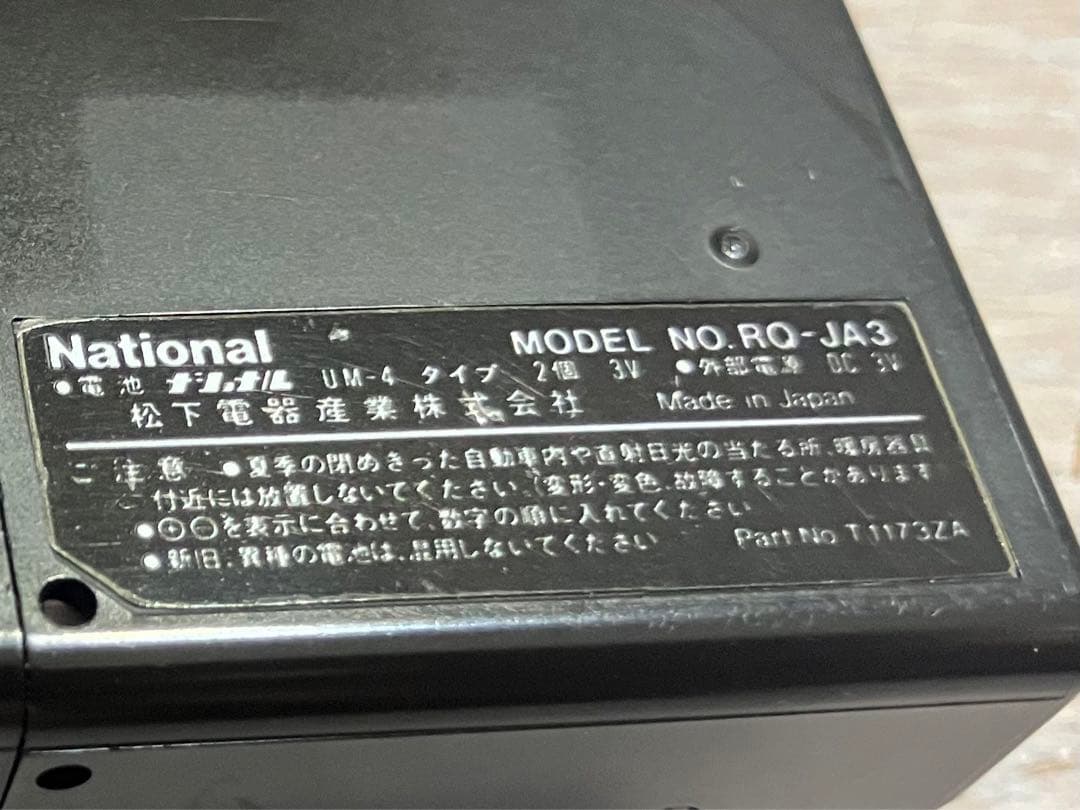 National MODEL NO.RQ-JA3
●電池 ナショナル UM-4 タイプ 2個 3V ●外部電源 DC 3V
松下電器産業株式会社 Made in Japan
ご注意 ●夏季の閉めきった自動車内や直射日光の当たる所、暖房器具
付近には放置しないでください。(変形・変色、故障することがあります
●⊕⊖を表示に合わせて、数字の順に入れてください
●新旧、異種の電池は、 用しないでください Part No T1173ZA